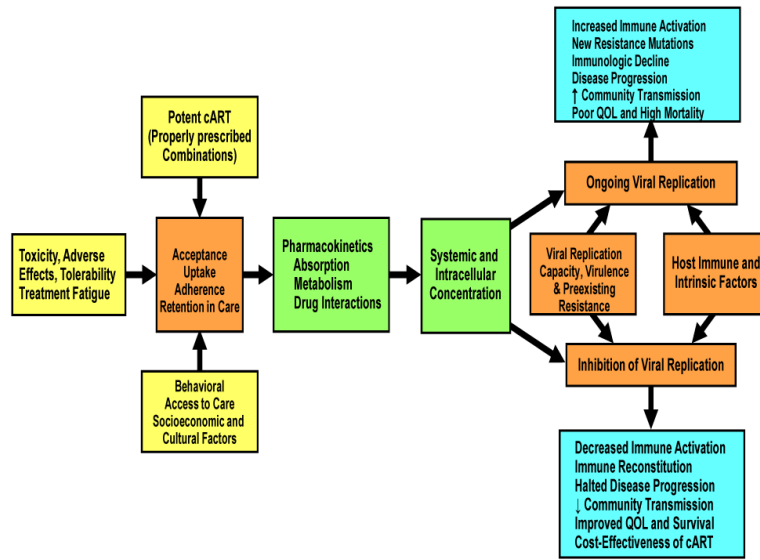 Increased Immune Activation
New Resistance Mutations
Immunologic Decline
Disease Progression
↑ Community Transmission
Poor QOL and High Mortality
Potent cART
(Properly prescribed
Combinations)
Ongoing Viral Replication
Toxicity, Adverse
Effects, Tolerability
Treatment Fatigue
Acceptance
Uptake
Adherence
Retention in Care
Pharmacokinetics
Absorption
Metabolism
Drug Interactions
Systemic and
Intracellular
Concentration
Viral Replication
Capacity, Virulence
& Preexisting
Resistance
Host Immune and
Intrinsic Factors
Inhibition of Viral Replication
Behavioral
Access to Care
Socioeconomic and
Cultural Factors
Decreased Immune Activation
Immune Reconstitution
Halted Disease Progression
↓ Community Transmission
Improved QOL and Survival
Cost-Effectiveness of cART